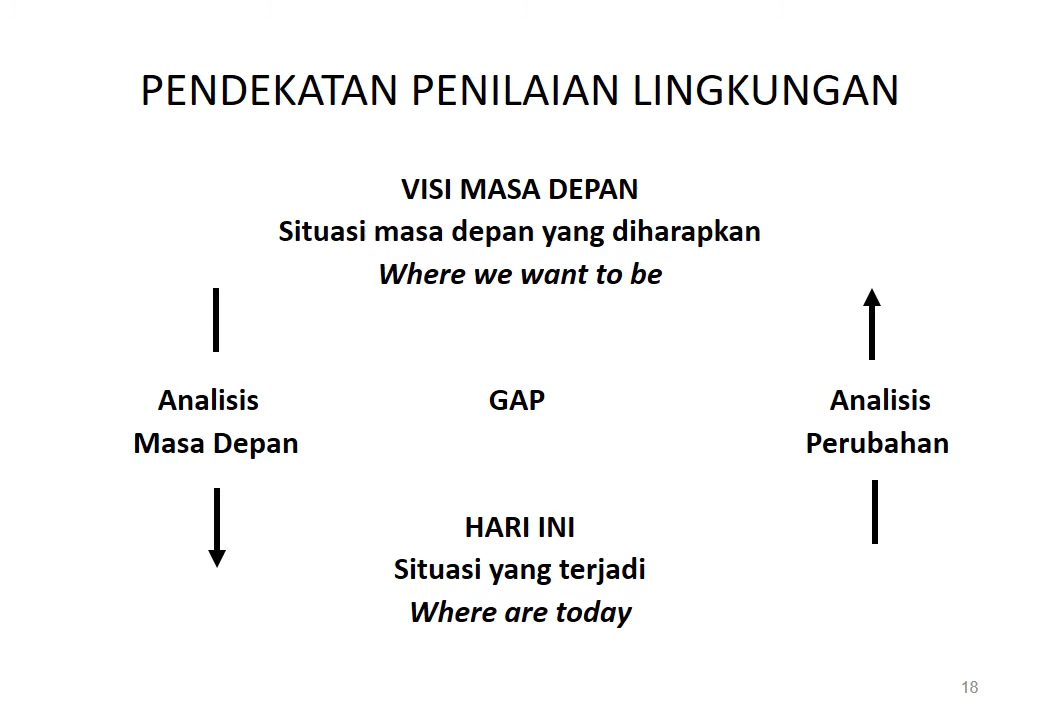 PENDEKATAN PENILAIAN LINGKUNGAN
VISI MASA DEPAN
Situasi masa depan yang diharapkan
Where we want to be
Analisis
Masa Depan
GAP
Analisis
Perubahan
HARI INI
Situasi yang terjadi
Where are today
18